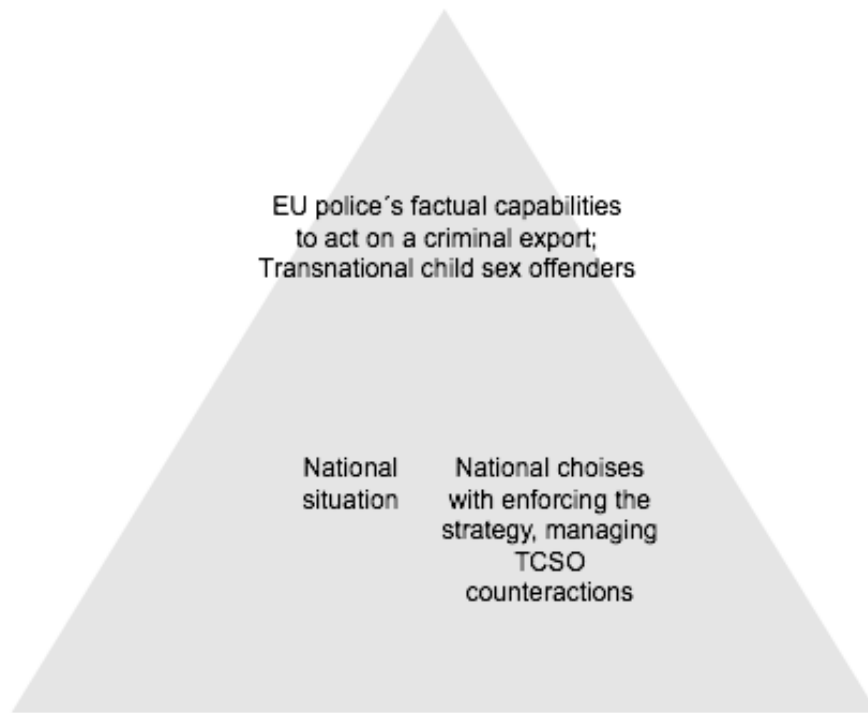 EU police´s factual capabilities
to act on a criminal export;
Transnational child sex offenders
National
situation
National choises
with enforcing the
strategy, managing
TCSO
counteractions